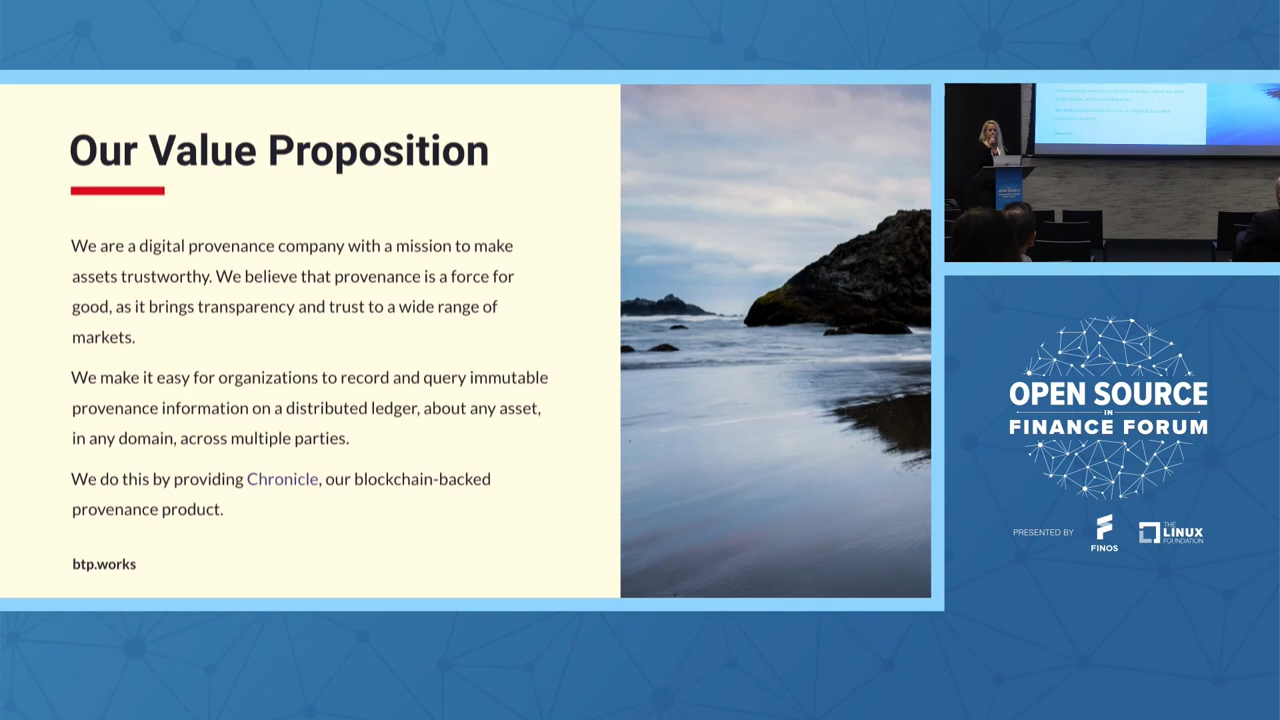 Our Value Proposition
We are a digital provenance company with a mission to make
assets trustworthy. We believe that provenance is a force for
good, as it brings transparency and trust to a wide range of
markets.
We make it easy for organizations to record and query immutable
provenance information on a distributed ledger, about any asset,
in any domain, across multiple parties.
We do this by providing Chronicle, our blockchain-backed
provenance product.
btp.works
OPEN SOURCE
IN
FINANCE FORUM
PRESENTED BY
FINOS
THE
LINUX
FOUNDATION